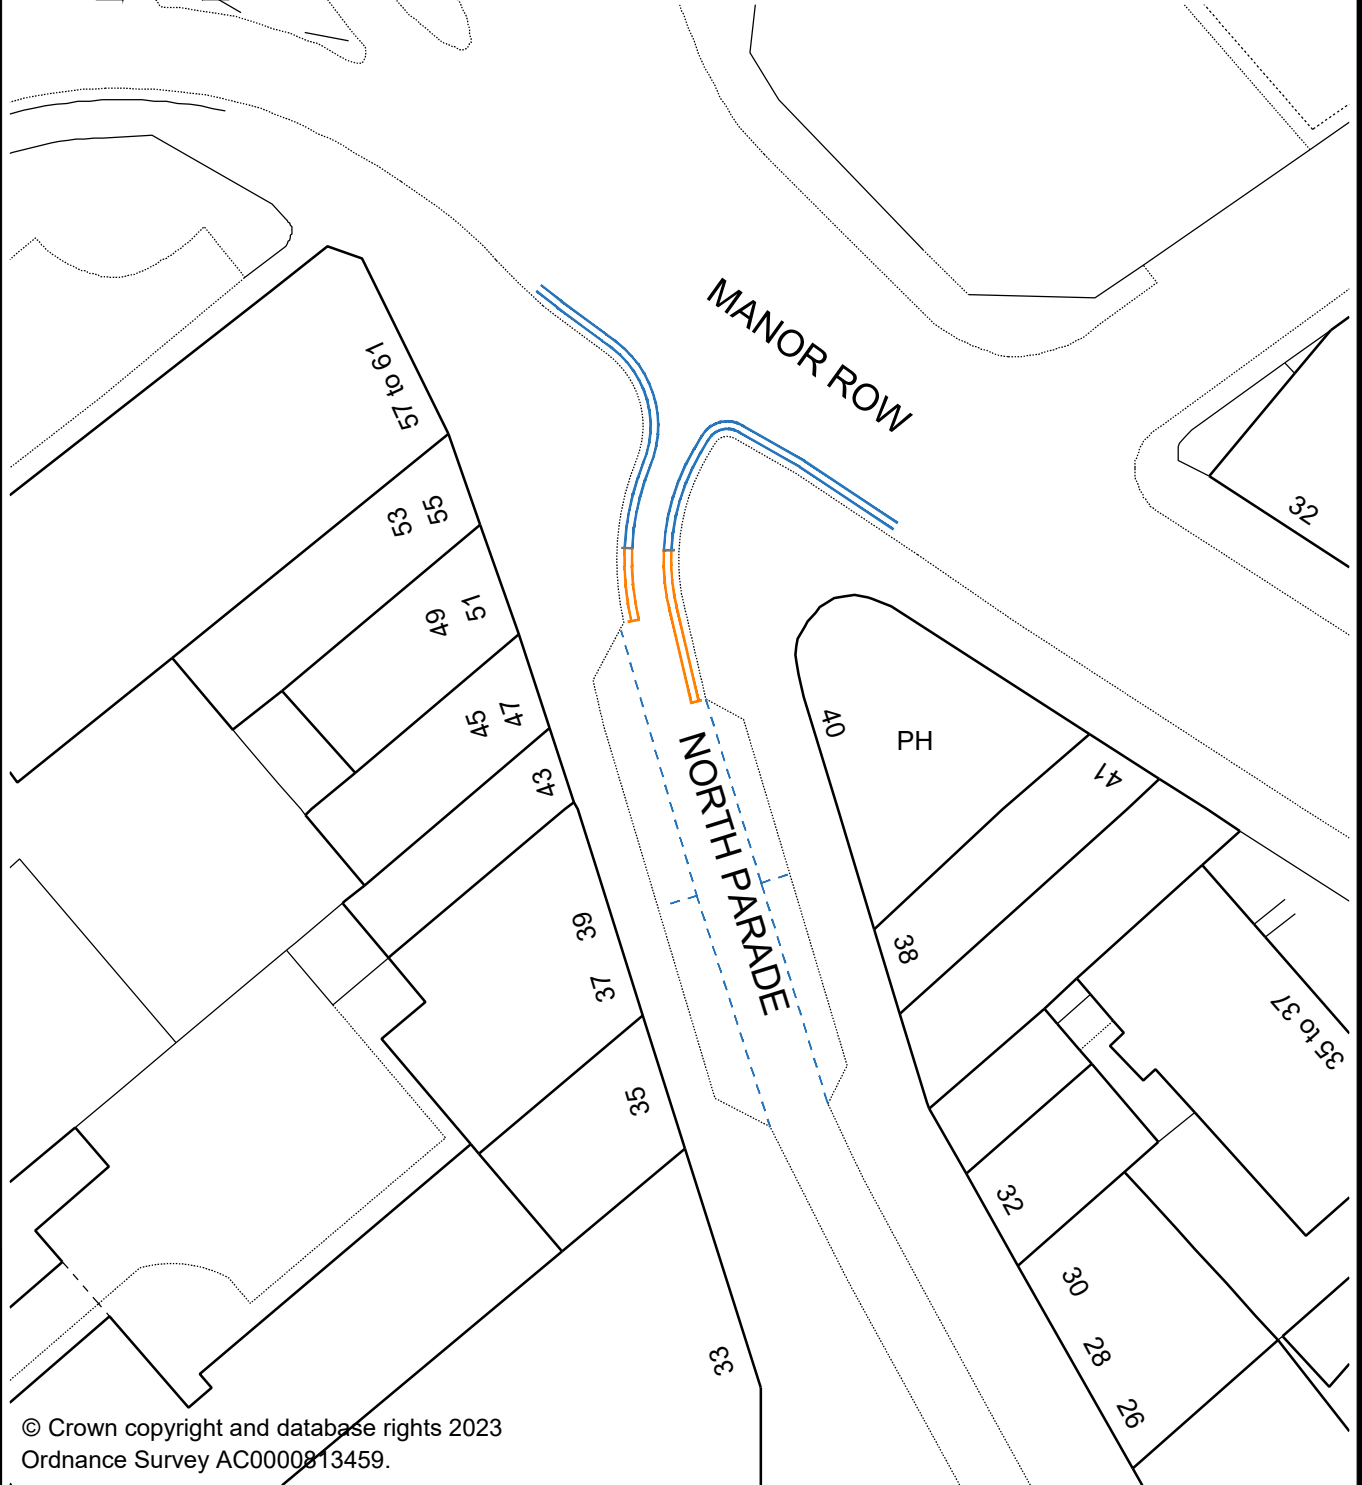 MANOR ROW
57 to 61
55
53
32
51
49
47
45
43
40
PH
41
NORTH PARADE
39
38
37
35 to 37
35
32
30
33
28
26
© Crown copyright and database rights 2023
Ordnance Survey AC0000813459.